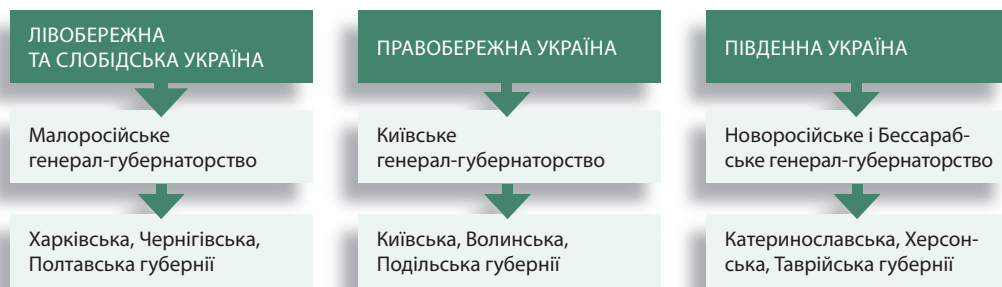 ЛІВОБЕРЕЖНА
ТА СЛОБІДСЬКА УКРАЇНА
Малоросійське
генерал-губернаторство
Харківська, Чернігівська,
Полтавська губернії
ПРАВОБЕРЕЖНА УКРАЇНА
Київське
генерал-губернаторство
Київська, Волинська,
Подільська губернії
ПІВДЕННА УКРАЇНА
Новоросійське і Бессараб-
ське генерал-губернаторство
Катеринославська, Херсон-
ська, Таврійська губернії